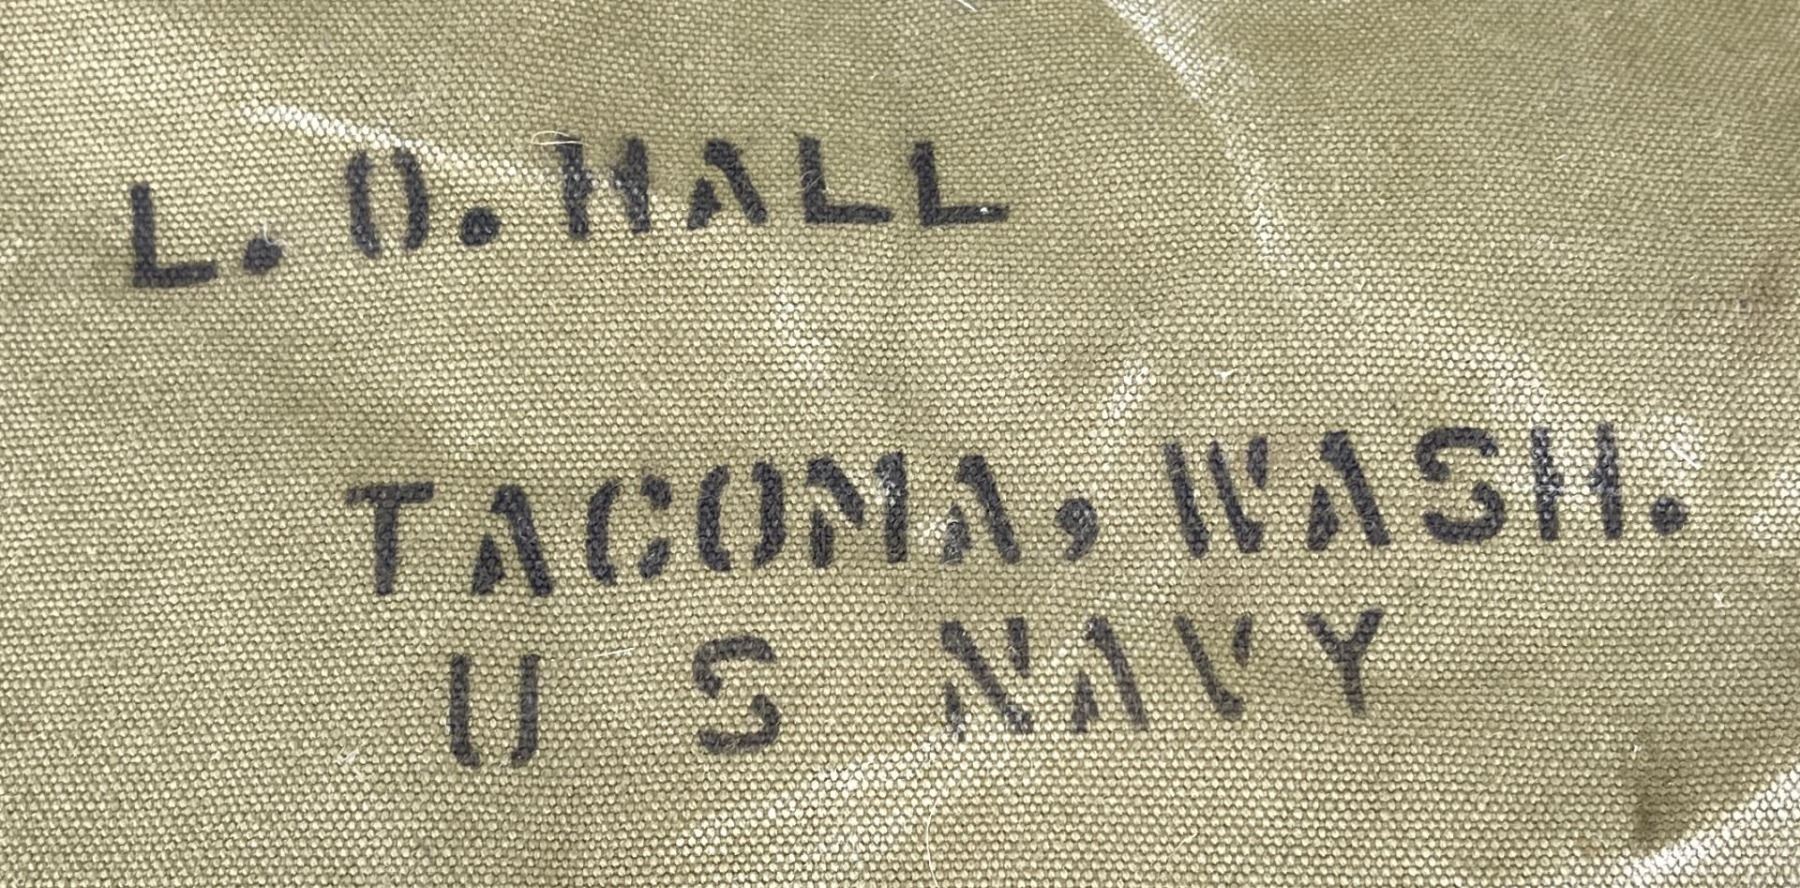 L. O. HALL
TACOMA, WASH.
U S NAVY